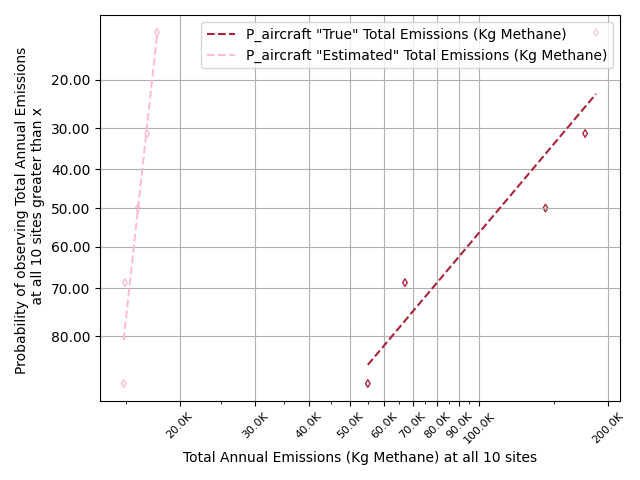 P_aircraft "True" Total Emissions (Kg Methane)
P_aircraft "Estimated" Total Emissions (Kg Methane)
Probability of observing Total Annual Emissions
at all 10 sites greater than x
20.00
30.00
40.00
50.00
60.00
70.00
80.00
20.0K
30.0K
40.0K
50.0K
60.0K
70.0K
80.0K
90.0K
100.0K
200.0K
Total Annual Emissions (Kg Methane) at all 10 sites